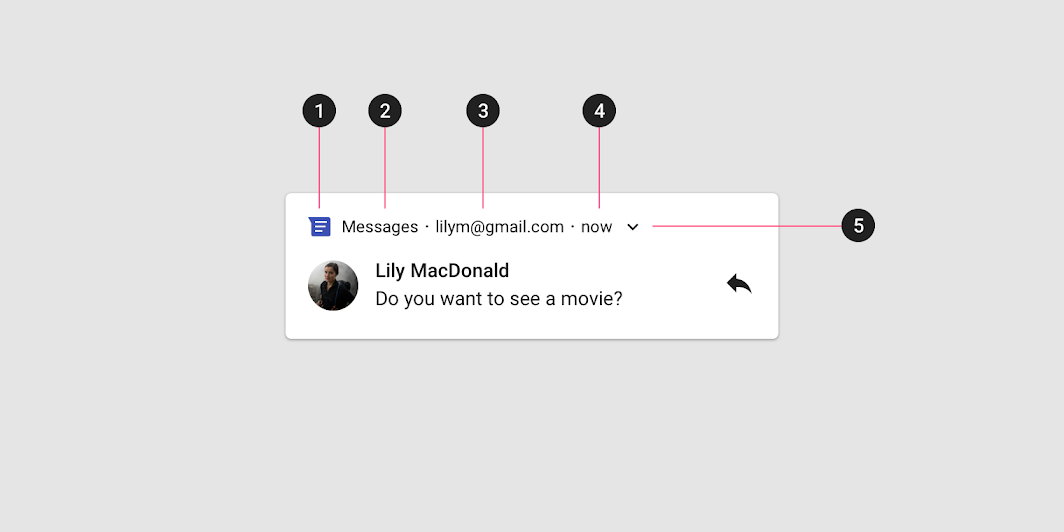 1 2 3 4
Messages · lilym@gmail.com · now
5
Lily MacDonald
Do you want to see a movie?